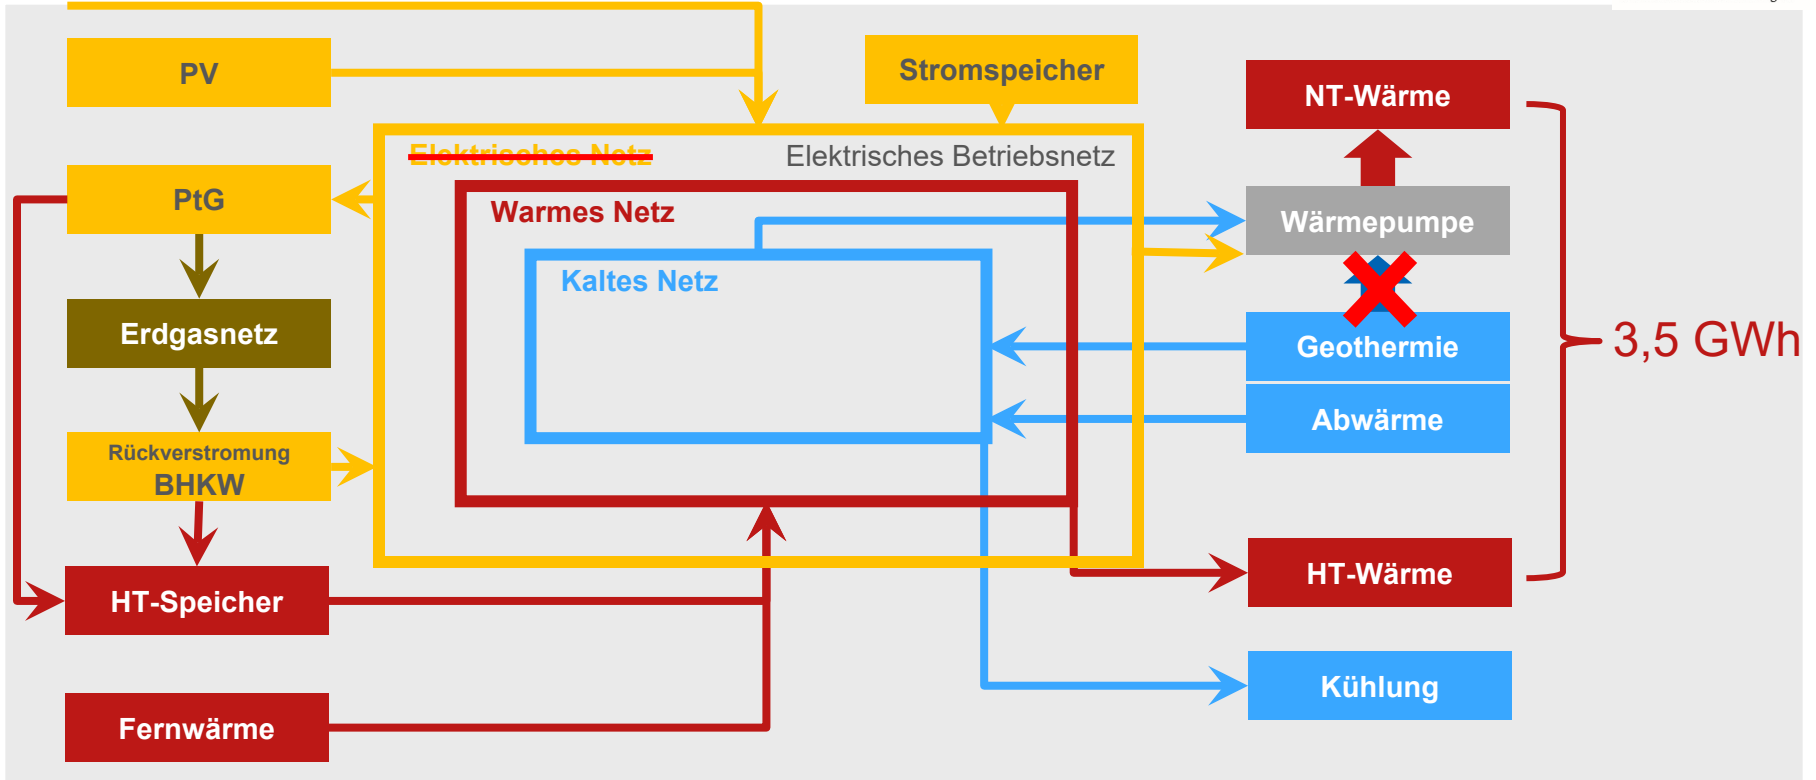 PV
Stromspeicher
NT-Wärme
Elektrisches Netz
Elektrisches Betriebsnetz
PtG
Warmes Netz
Wärmepumpe
Kaltes Netz
Erdgasnetz
Geothermie
3,5 GWh
Abwärme
Rückverstromung
BHKW
HT-Wärme
HT-Speicher
Kühlung
Fernwärme